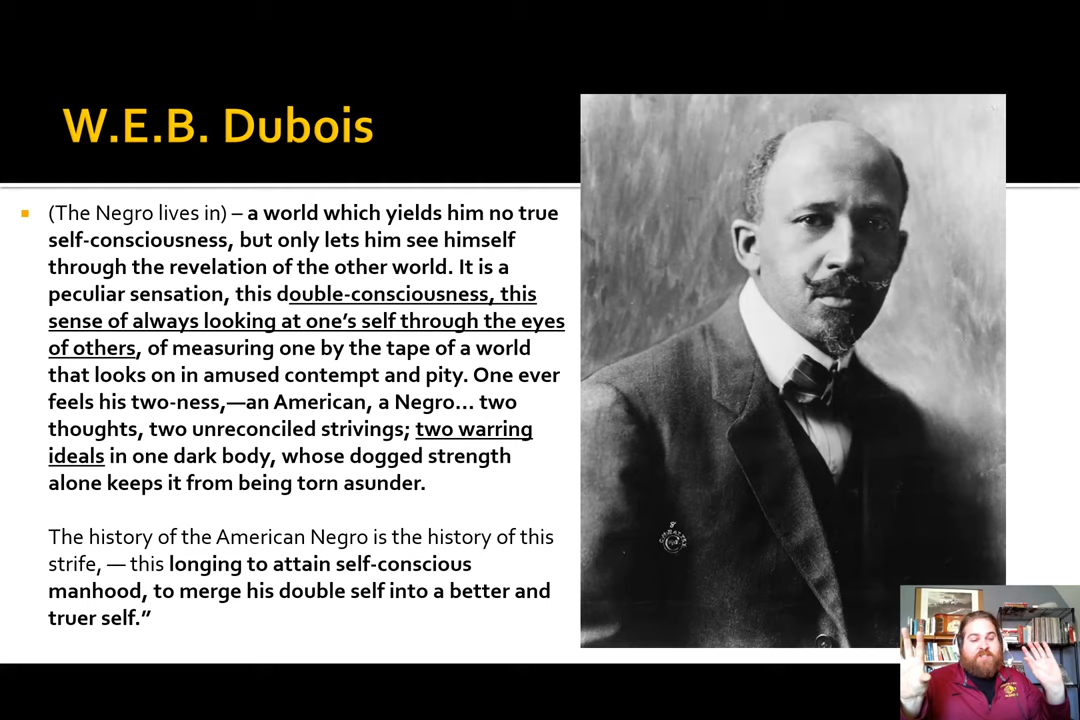 W.E.B. Dubois
(The Negro lives in) – a world which yields him no true
self-consciousness, but only lets him see himself
through the revelation of the other world. It is a
peculiar sensation, this double-consciousness, this
sense of always looking at one’s self through the eyes
of others, of measuring one by the tape of a world
that looks on in amused contempt and pity. One ever
feels his two-ness,—an American, a Negro... two
thoughts, two unreconciled strivings; two warring
ideals in one dark body, whose dogged strength
alone keeps it from being torn asunder.
The history of the American Negro is the history of this
strife, — this longing to attain self-conscious
manhood, to merge his double self into a better and
truer self.”